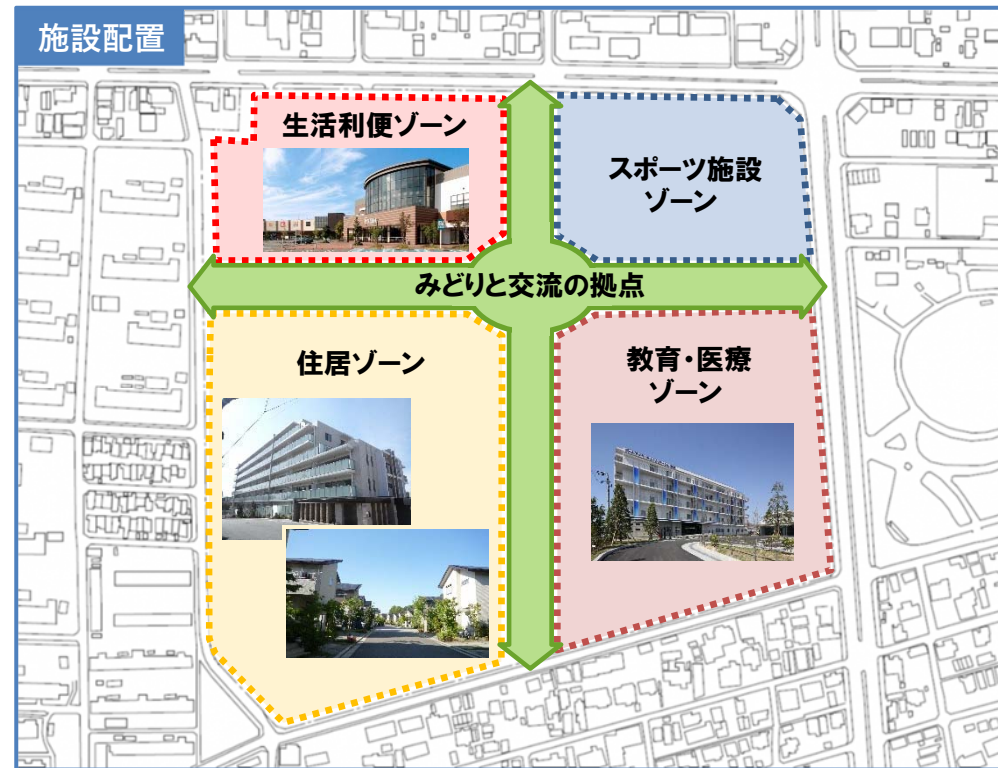 施設配置
生活利便ゾーン
スポーツ施設
ゾーン
みどりと交流の拠点
住居ゾーン
教育・医療
ゾーン